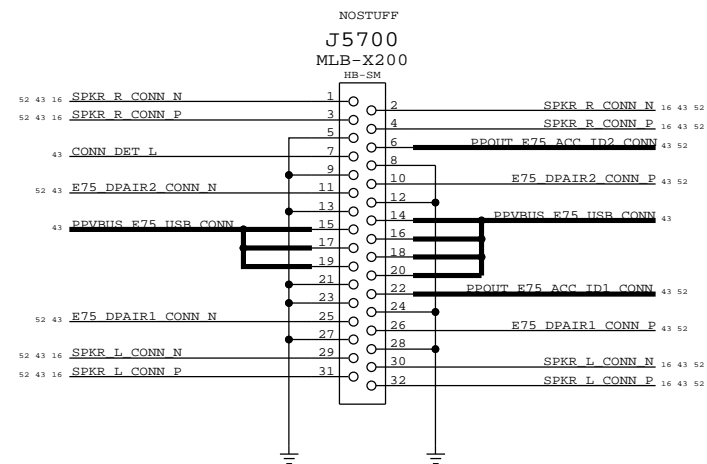 NOSTUFF
J5700
MLB-X200
HB-SM
52 43 16 SPKR_R_CONN_N 1
2 SPKR_R_CONN_N 16 43 52
52 43 16 SPKR_R_CONN_P 3
4 SPKR_R_CONN_P 16 43 52
5
6 PPOUT_E75_ACC_ID2_CONN 43 52
43 CONN_DET_L 7
8
9
10 E75_DPAIR2_CONN_P 43 52
52 43 E75_DPAIR2_CONN_N 11
12
13
14 PPVBUS_E75_USB_CONN 43
43 PPVBUS_E75_USB_CONN 15
16
17
18
19
20
21
22 PPOUT_E75_ACC_ID1_CONN 43 52
23
24
52 43 E75_DPAIR1_CONN_N 25
26 E75_DPAIR1_CONN_P 43 52
27
28
52 43 16 SPKR_L_CONN_N 29
30 SPKR_L_CONN_N 16 43 52
52 43 16 SPKR_L_CONN_P 31
32 SPKR_L_CONN_P 16 43 52